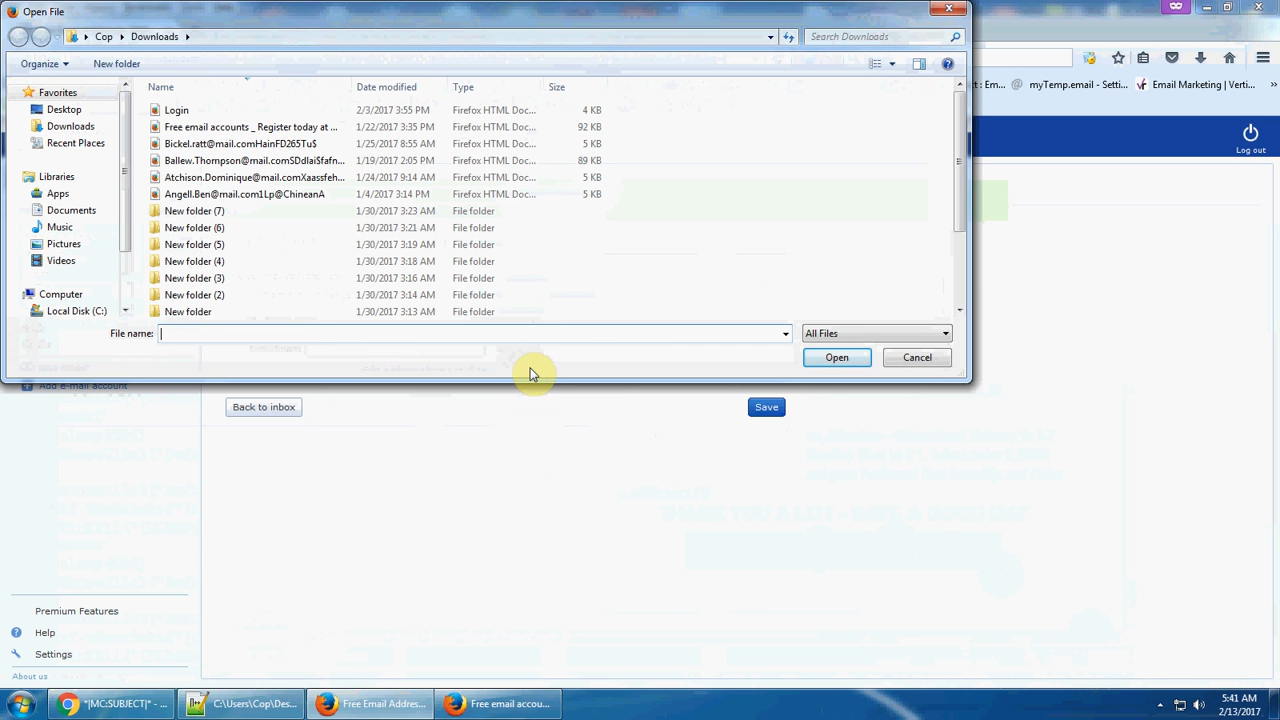 Open File
Cop Downloads
Search Downloads
Organize New folder
Favorites
Desktop
Downloads
Recent Places
Libraries
Apps
Documents
Music
Pictures
Videos
Computer
Local Disk (C:)
Name Date modified Type Size
Login 2/3/2017 3:55 PM Firefox HTML Doc... 4 KB
Free email accounts _ Register today at ... 1/22/2017 3:35 PM Firefox HTML Doc... 92 KB
Bickel.ratt@mail.comHainFD265Tu$ 1/25/2017 8:55 AM Firefox HTML Doc... 5 KB
Ballew.Thompson@mail.comSDdlai$fafn... 1/19/2017 2:05 PM Firefox HTML Doc... 89 KB
Atchison.Dominique@mail.comXaassfeh... 1/24/2017 9:14 AM Firefox HTML Doc... 5 KB
Angell.Ben@mail.com1Lp@ChineanA 1/4/2017 3:14 PM Firefox HTML Doc... 5 KB
New folder (7) 1/30/2017 3:23 AM File folder
New folder (6) 1/30/2017 3:21 AM File folder
New folder (5) 1/30/2017 3:19 AM File folder
New folder (4) 1/30/2017 3:18 AM File folder
New folder (3) 1/30/2017 3:16 AM File folder
New folder (2) 1/30/2017 3:14 AM File folder
New folder 1/30/2017 3:13 AM File folder
File name: All Files
Open Cancel
: Em... myTemp.email - Setti... Email Marketing | Verti... »
Log out
Add e-mail account
Back to inbox Save
THANK YOU A LOT - HAVE A GOOD DAY
Premium Features
Help
Settings
About us
*|MC:SUBJECT|* - ... C:\Users\Cop\Des... Free Email Addres... Free email accou...
5:41 AM
2/13/2017